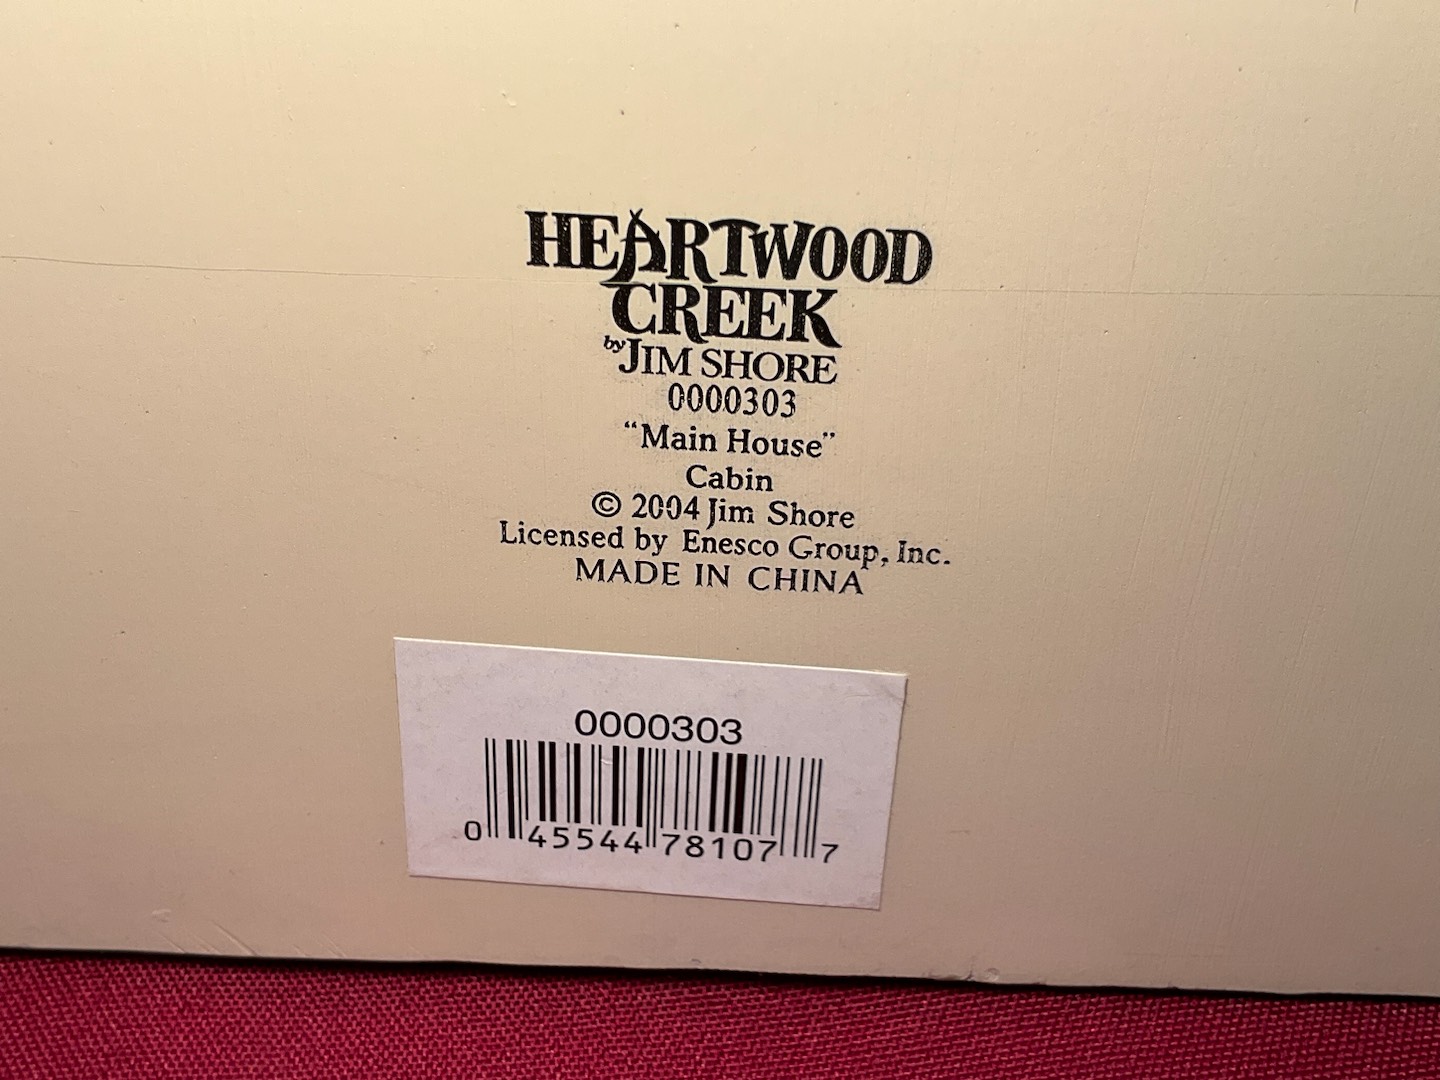 HEARTWOOD
CREEK
by JIM SHORE
0000303
“Main House”
Cabin
© 2004 Jim Shore
Licensed by Enesco Group, Inc.
MADE IN CHINA
0000303
0 45544 78107 7